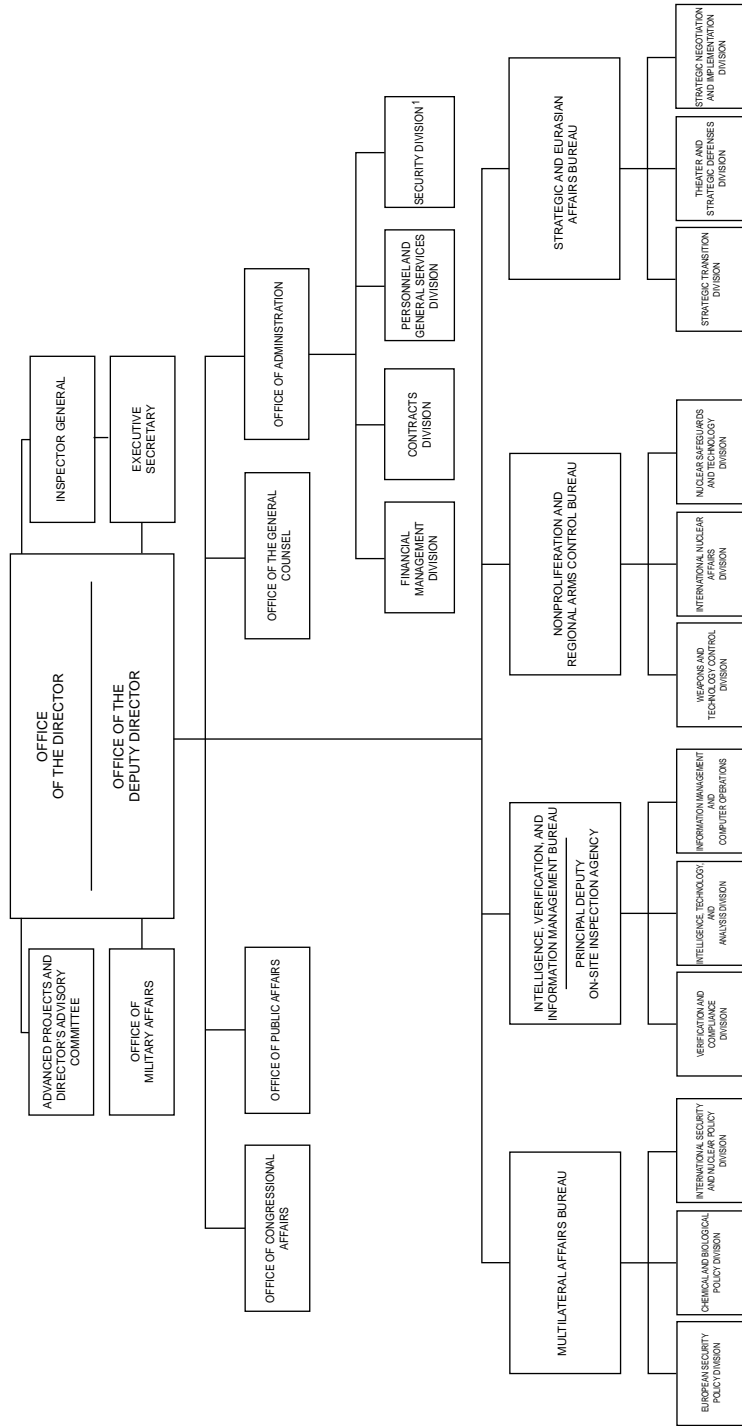 OFFICE
OF THE DIRECTOR
OFFICE OF THE
DEPUTY DIRECTOR
ADVANCED PROJECTS AND
DIRECTOR'S ADVISORY
COMMITTEE
OFFICE OF
MILITARY AFFAIRS
INSPECTOR GENERAL
EXECUTIVE
SECRETARY
OFFICE OF CONGRESSIONAL
AFFAIRS
OFFICE OF PUBLIC AFFAIRS
OFFICE OF THE GENERAL
COUNSEL
OFFICE OF ADMINISTRATION
FINANCIAL
MANAGEMENT
DIVISION
CONTRACTS
DIVISION
PERSONNEL AND
GENERAL SERVICES
DIVISION
SECURITY DIVISION 1
MULTILATERAL AFFAIRS BUREAU
INTELLIGENCE, VERIFICATION, AND
INFORMATION MANAGEMENT BUREAU
PRINCIPAL DEPUTY
ON-SITE INSPECTION AGENCY
NONPROLIFERATION AND
REGIONAL ARMS CONTROL BUREAU
STRATEGIC AND EURASIAN
AFFAIRS BUREAU
EUROPEAN SECURITY
POLICY DIVISION
CHEMICAL AND BIOLOGICAL
POLICY DIVISION
INTERNATIONAL SECURITY
AND NUCLEAR POLICY
DIVISION
VERIFICATION AND
COMPLIANCE
DIVISION
INTELLIGENCE, TECHNOLOGY,
AND
ANALYSIS DIVISION
INFORMATION MANAGEMENT
AND
COMPUTER OPERATIONS
WEAPONS AND
TECHNOLOGY CONTROL
DIVISION
INTERNATIONAL NUCLEAR
AFFAIRS
DIVISION
NUCLEAR SAFEGUARDS
AND TECHNOLOGY
DIVISION
STRATEGIC TRANSITION
DIVISION
THEATER AND
STRATEGIC DEFENSES
DIVISION
STRATEGIC NEGOTIATION
AND IMPLEMENTATION
DIVISION